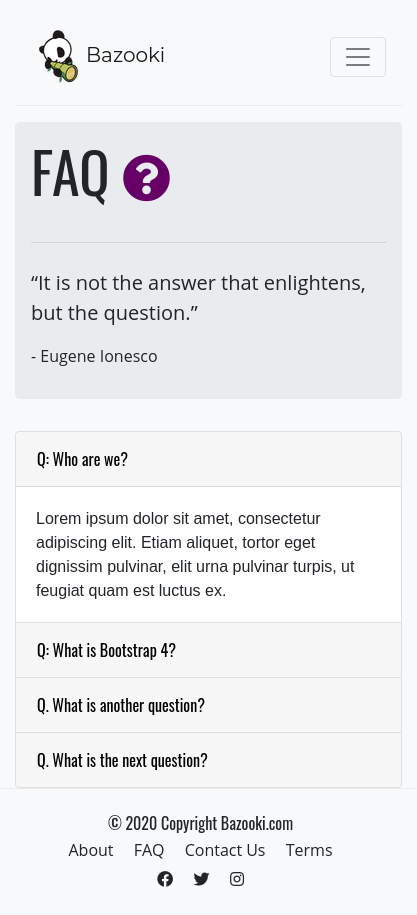 Bazooki
FAQ
“It is not the answer that enlightens,
but the question.”
- Eugene Ionesco
Q: Who are we?
Lorem ipsum dolor sit amet, consectetur
adipiscing elit. Etiam aliquet, tortor eget
dignissim pulvinar, elit urna pulvinar turpis, ut
feugiat quam est luctus ex.
Q: What is Bootstrap 4?
Q. What is another question?
Q. What is the next question?
© 2020 Copyright Bazooki.com
About FAQ Contact Us Terms